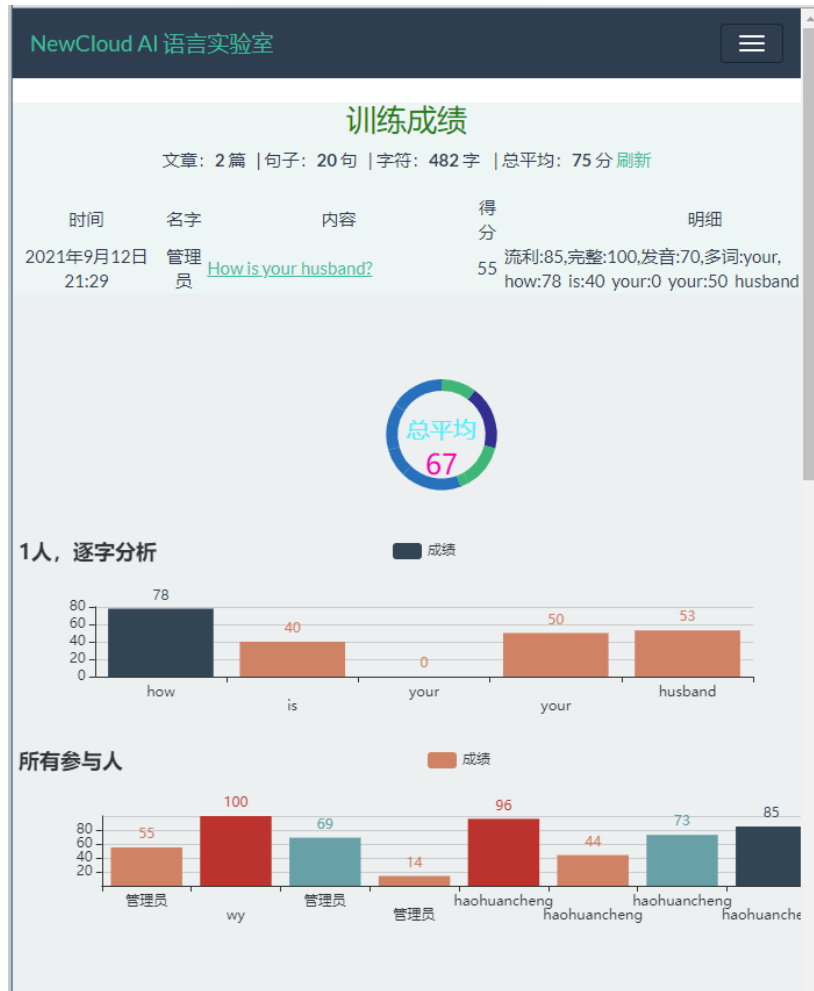 NewCloud AI 语言实验室
训练成绩
文章：2 篇 |句子：20 句 |字符：482 字 |总平均：75 分 刷新
时间 名字 内容 得分 明细
2021年9月12日 21:29 管理员 How is your husband? 55 流利:85,完整:100,发音:70,多词:your,
how:78 is:40 your:0 your:50 husband
总平均
67
1人，逐字分析
成绩
78
40
0
50
53
80
60
40
20
0
how
is
your
your
husband
所有参与人
成绩
55
100
69
14
96
44
73
85
80
60
40
20
管理员
wy
管理员
管理员
haohuancheng
haohuancheng
haohuancheng
haohuanche